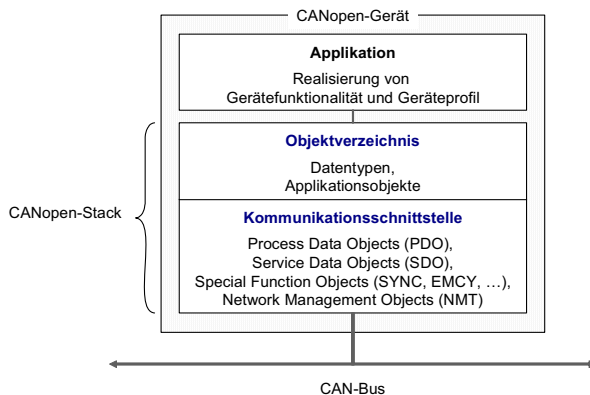 CANopen-Gerät
Applikation
Realisierung von
Gerätefunktionalität und Geräteprofil
Objektverzeichnis
Datentypen,
Applikationsobjekte
CANopen-Stack
Kommunikationsschnittstelle
Process Data Objects (PDO),
Service Data Objects (SDO),
Special Function Objects (SYNC, EMCY, …),
Network Management Objects (NMT)
CAN-Bus